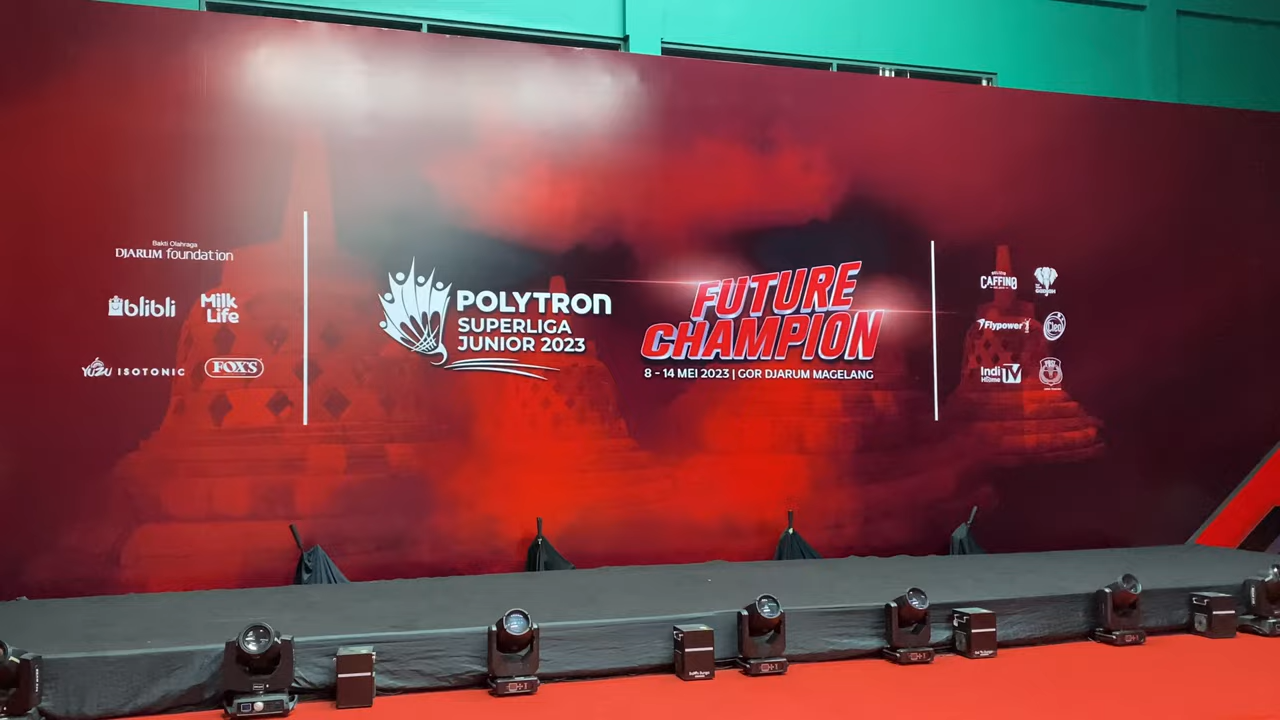 Bakti Olahraga
DJARUM foundation
blibli
Milk Life
YUZU ISOTONIC
FOX'S
POLYTRON
SUPERLIGA
JUNIOR 2023
FUTURE
CHAMPION
8 - 14 MEI 2023 | GOR DJARUM MAGELANG
CAFFINO
Flypower
Cleo
Indi
Home
TV